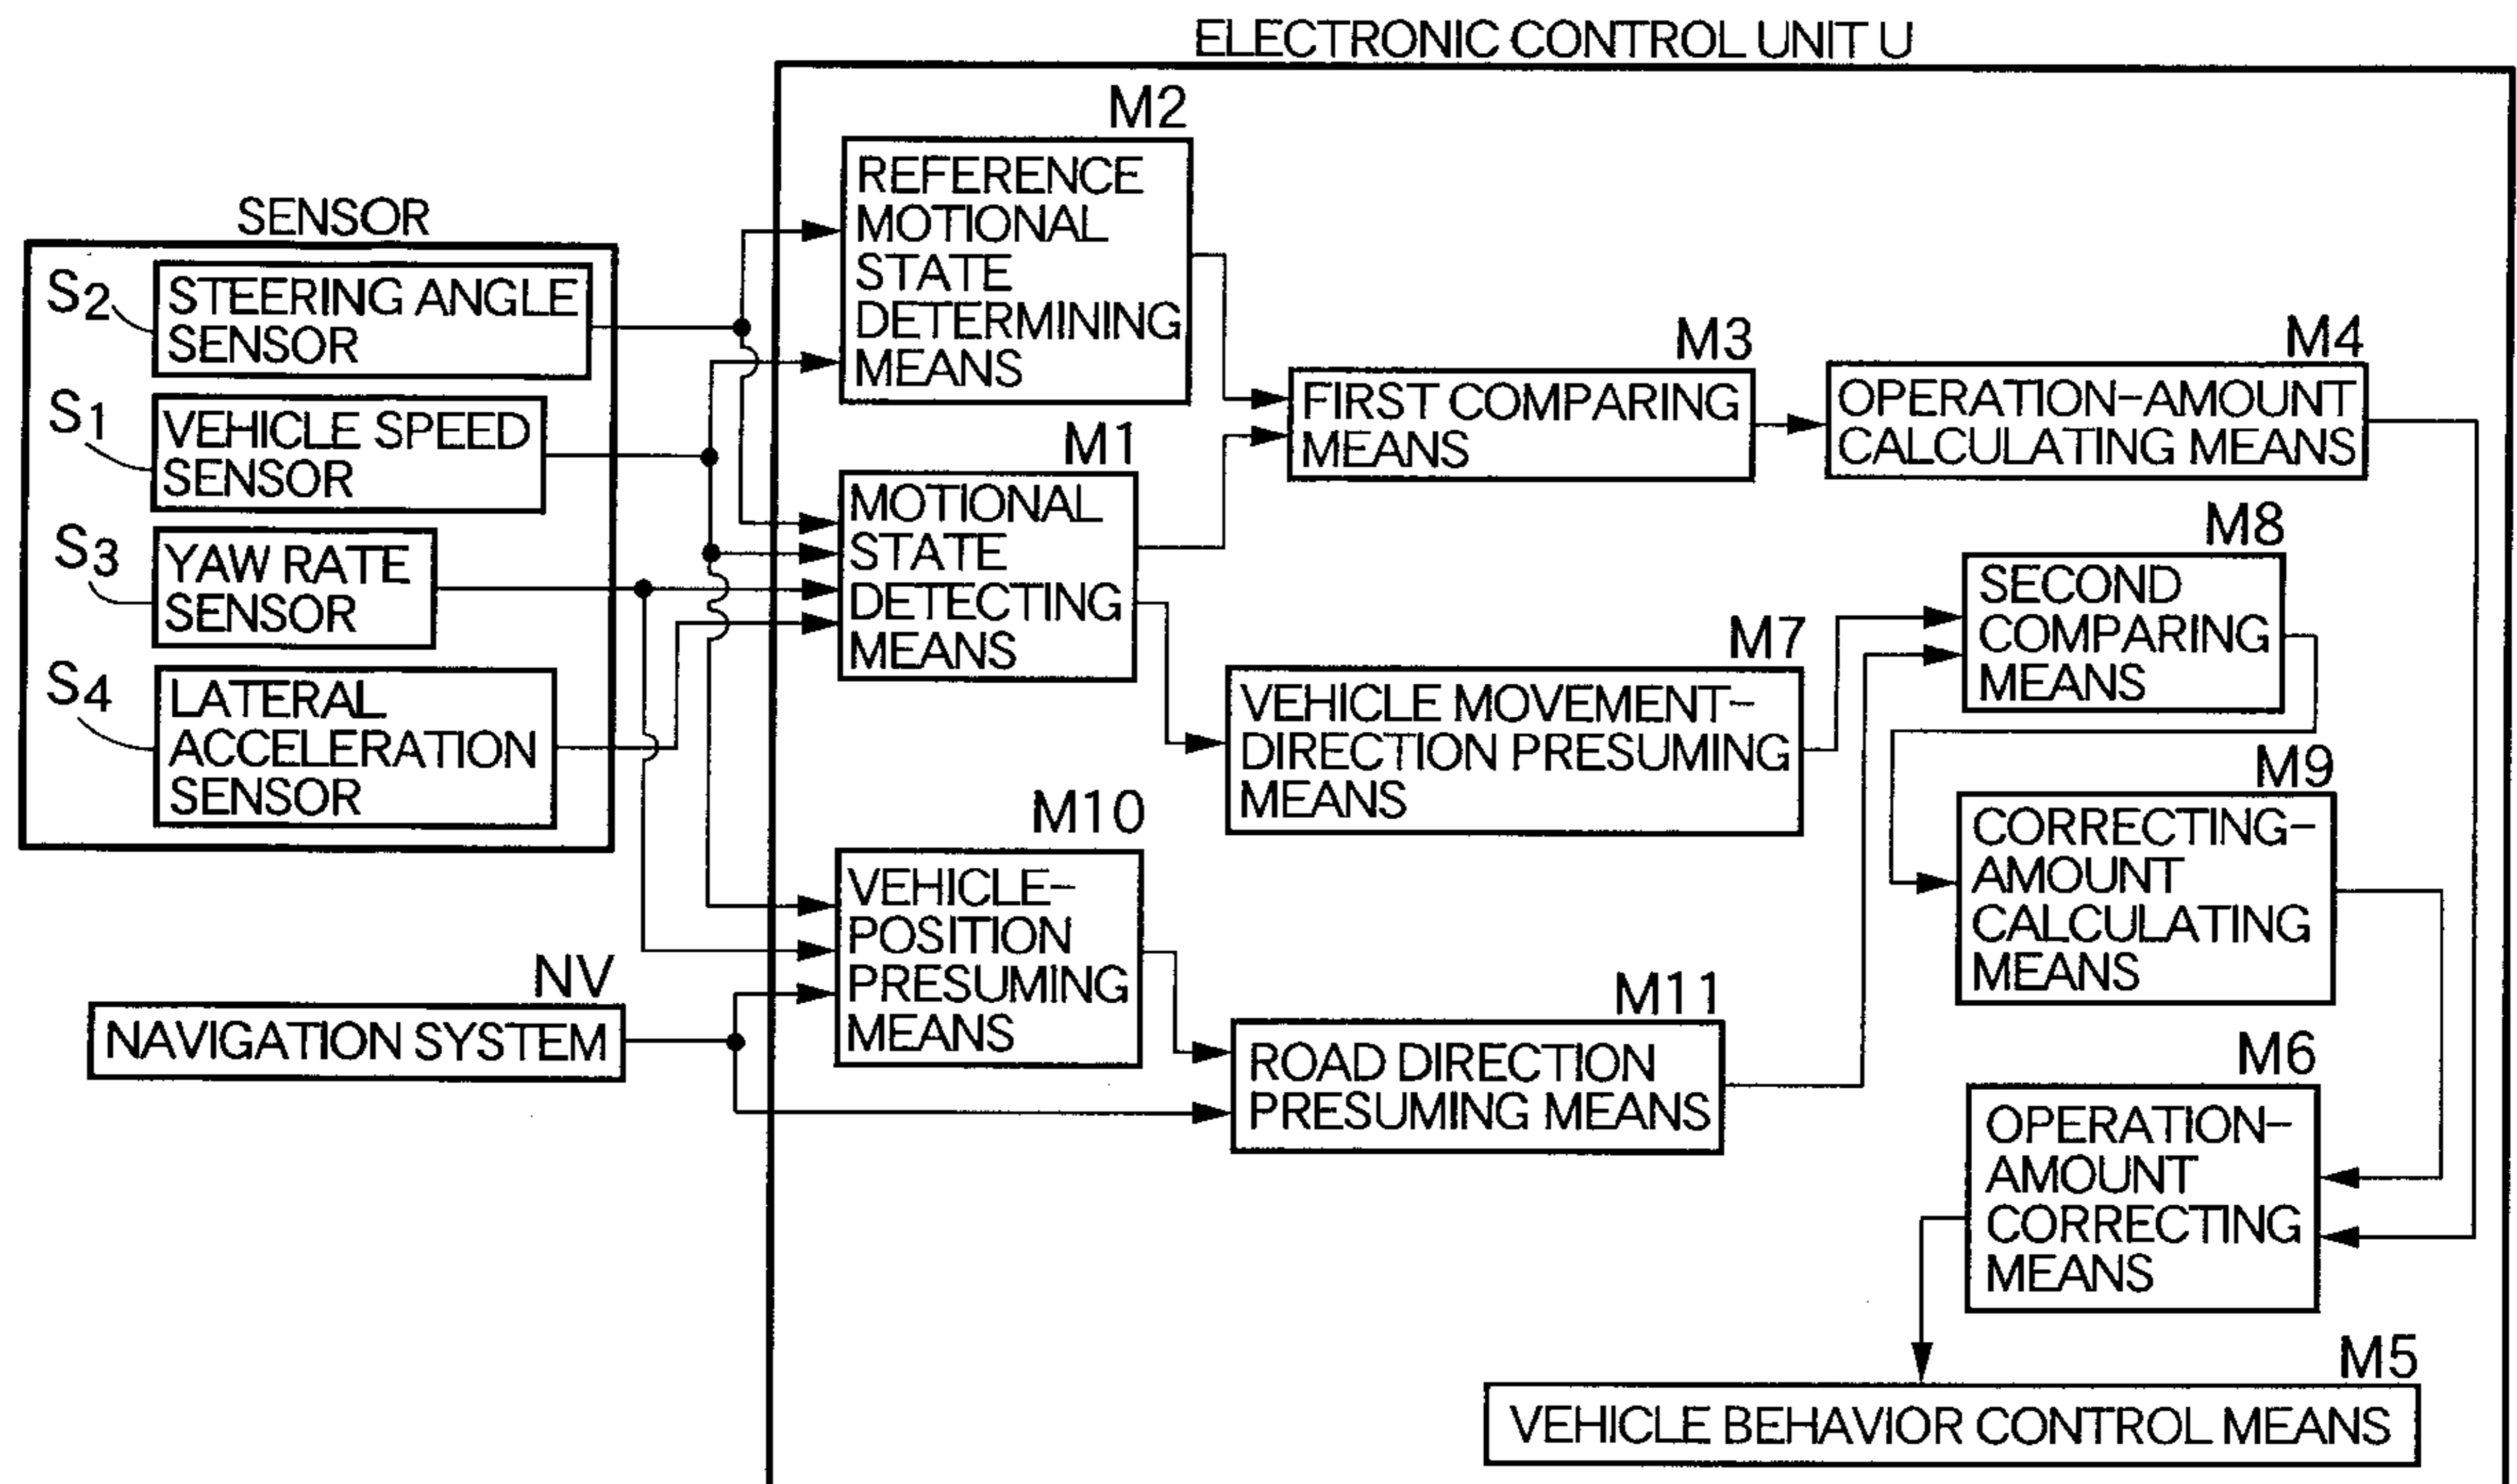 ELECTRONIC CONTROL UNIT U
SENSOR
S2
STEERING ANGLE
SENSOR
S1
VEHICLE SPEED
SENSOR
S3
YAW RATE
SENSOR
S4
LATERAL
ACCELERATION
SENSOR
NV
NAVIGATION SYSTEM
M2
REFERENCE
MOTIONAL
STATE
DETERMINING
MEANS
M1
MOTIONAL
STATE
DETECTING
MEANS
M10
VEHICLE-
POSITION
PRESUMING
MEANS
M3
FIRST COMPARING
MEANS
M4
OPERATION-AMOUNT
CALCULATING MEANS
M7
VEHICLE MOVEMENT-
DIRECTION PRESUMING
MEANS
M8
SECOND
COMPARING
MEANS
M9
CORRECTING-
AMOUNT
CALCULATING
MEANS
M11
ROAD DIRECTION
PRESUMING MEANS
M6
OPERATION-
AMOUNT
CORRECTING
MEANS
M5
VEHICLE BEHAVIOR CONTROL MEANS